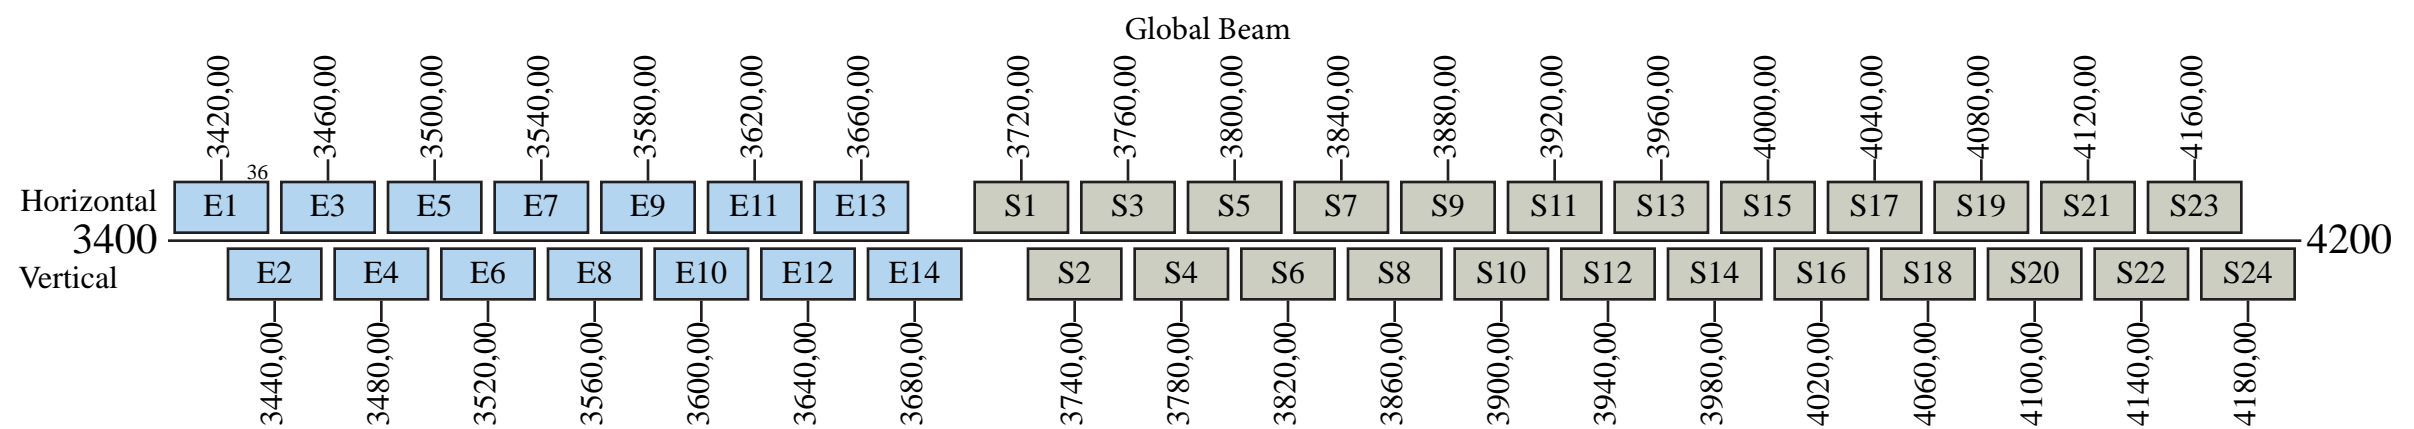 Global Beam
3420,00 3460,00 3500,00 3540,00 3580,00 3620,00 3660,00 3720,00 3760,00 3800,00 3840,00 3880,00 3920,00 3960,00 4000,00 4040,00 4080,00 4120,00 4160,00
36
Horizontal E1 E3 E5 E7 E9 E11 E13 S1 S3 S5 S7 S9 S11 S13 S15 S17 S19 S21 S23
3400 4200
Vertical E2 E4 E6 E8 E10 E12 E14 S2 S4 S6 S8 S10 S12 S14 S16 S18 S20 S22 S24
3440,00 3480,00 3520,00 3560,00 3600,00 3640,00 3680,00 3740,00 3780,00 3820,00 3860,00 3900,00 3940,00 3980,00 4020,00 4060,00 4100,00 4140,00 4180,00